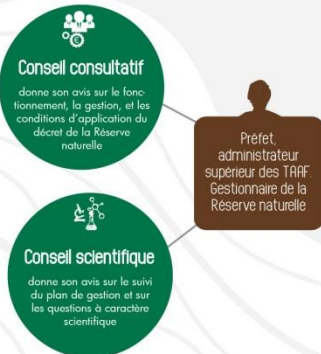 Conseil consultatif
donne son avis sur le fonc-
tionnement, la gestion, et les
conditions d'application du
décret de la Réserve
naturelle
Préfet,
administrateur
supérieur des TAAF.
Gestionnaire de la
Réserve naturelle
Conseil scientifique
donne son avis sur le suivi
du plan de gestion et sur
les questions à caractère
scientifique